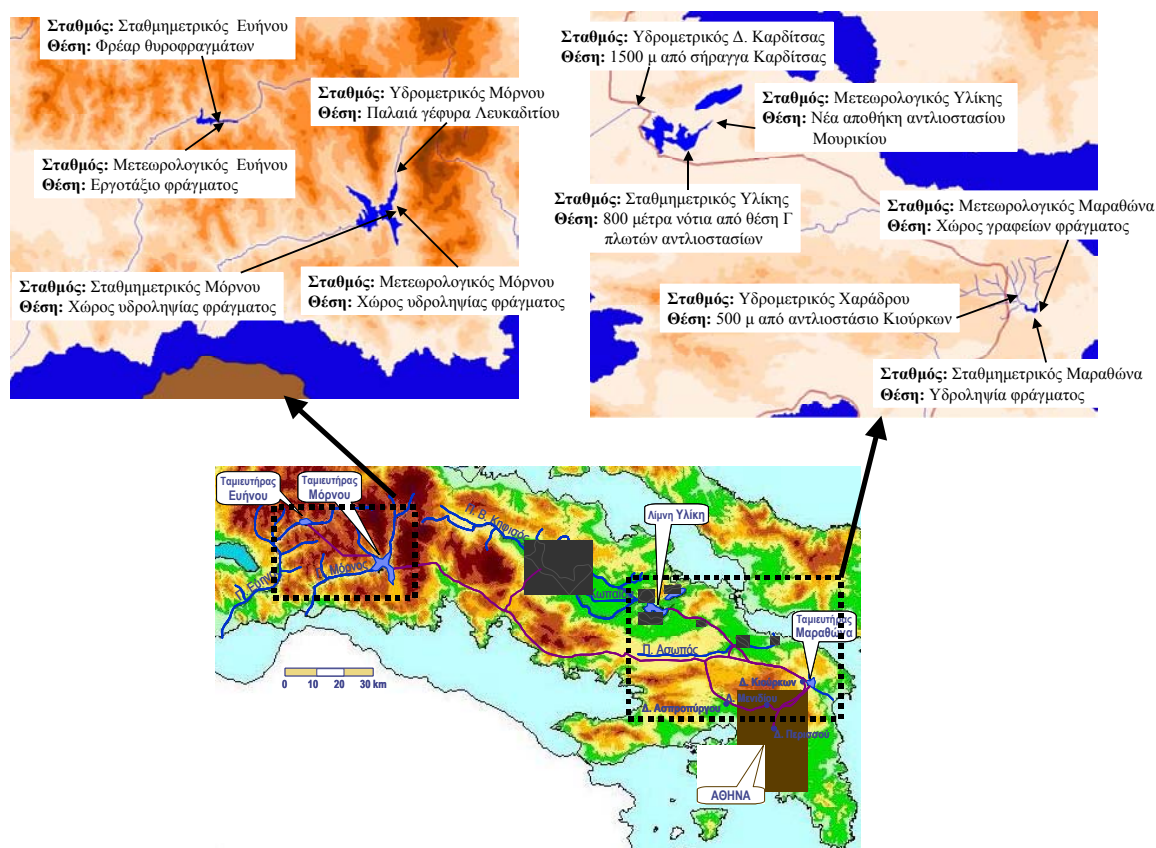 Σταθμός: Σταθμημετρικός Ευήνου
Θέση: Φρέαρ θυροφραγμάτων
Σταθμός: Υδρομετρικός Μόρνου
Θέση: Παλαιά γέφυρα Λευκαδιτίου
Σταθμός: Μετεωρολογικός Ευήνου
Θέση: Εργοτάξιο φράγματος
Σταθμός: Σταθμημετρικός Μόρνου
Θέση: Χώρος υδροληψίας φράγματος
Σταθμός: Μετεωρολογικός Μόρνου
Θέση: Χώρος υδροληψίας φράγματος
Σταθμός: Υδρομετρικός Δ. Καρδίτσας
Θέση: 1500 μ από σήραγγα Καρδίτσας
Σταθμός: Μετεωρολογικός Υλίκης
Θέση: Νέα αποθήκη αντλιοστασίου
Μουρικίου
Σταθμός: Σταθμημετρικός Υλίκης
Θέση: 800 μέτρα νότια από θέση Γ
πλωτών αντλιοστασίων
Σταθμός: Μετεωρολογικός Μαραθώνα
Θέση: Χώρος γραφείων φράγματος
Σταθμός: Υδρομετρικός Χαράδρου
Θέση: 500 μ από αντλιοστάσιο Κιούρκων
Σταθμός: Σταθμημετρικός Μαραθώνα
Θέση: Υδροληψία φράγματος
Ταμιευτήρας
Ευήνου
Ταμιευτήρας
Μόρνου
Π. Β. Κηφισός
Λίμνη Υλίκη
Μόρνος
Ταμιευτήρας
Μαραθώνα
Π. Ασωπός
Δ. Κιούρκων
Δ. Μενιδίου
Δ. Ασπροπύργου
Δ. Περισσού
ΑΘΗΝΑ
0 10 20 30 km